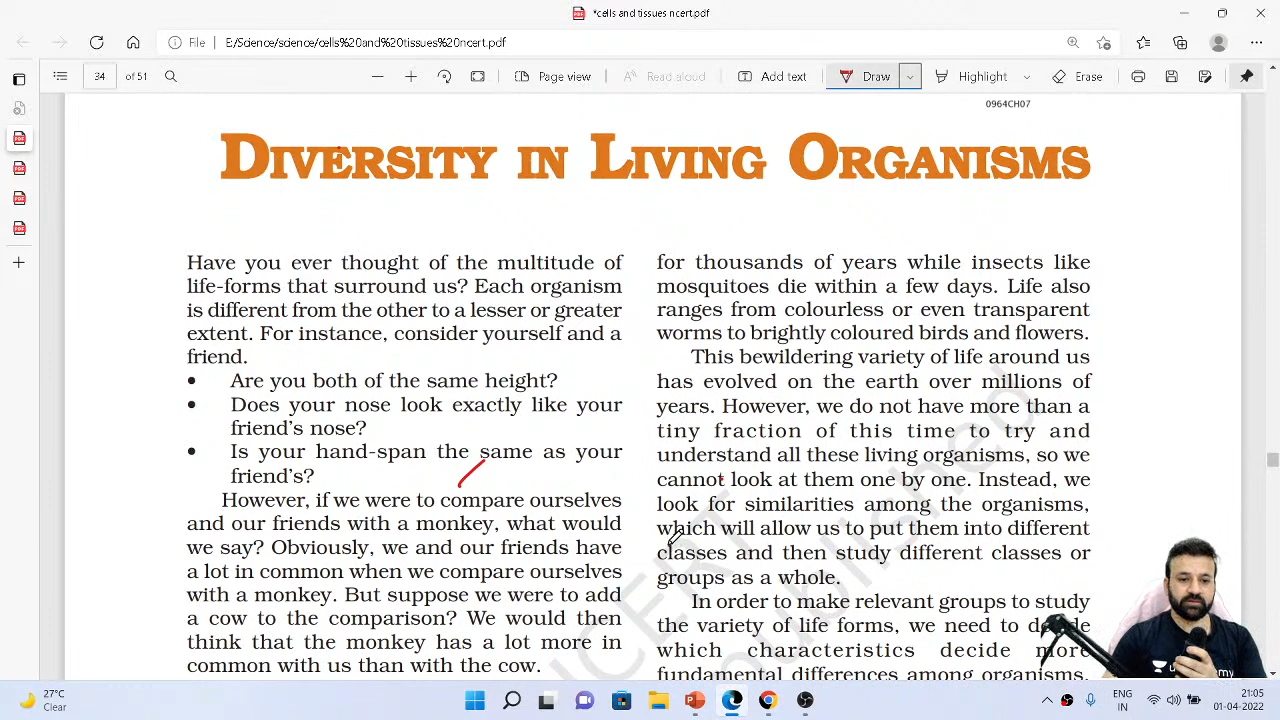 *cells and tissues ncert.pdf
File
E:/Science/science/cells%20and%20tissues%20ncert.pdf
34
Page view
Read aloud
Add text
Draw
Highlight
Erase
0964CH07
DIVERSITY IN LIVING ORGANISMS
Have you ever thought of the multitude of
life-forms that surround us? Each organism
is different from the other to a lesser or greater
extent. For instance, consider yourself and a
friend.
• Are you both of the same height?
• Does your nose look exactly like your
friend's nose?
• Is your hand-span the same as your
friend's?
However, if we were to compare ourselves
and our friends with a monkey, what would
we say? Obviously, we and our friends have
a lot in common when we compare ourselves
with a monkey. But suppose we were to add
a cow to the comparison? We would then
think that the monkey has a lot more in
common with us than with the cow.
for thousands of years while insects like
mosquitoes die within a few days. Life also
ranges from colourless or even transparent
worms to brightly coloured birds and flowers.
This bewildering variety of life around us
has evolved on the earth over millions of
years. However, we do not have more than a
tiny fraction of this time to try and
understand all these living organisms, so we
cannot look at them one by one. Instead, we
look for similarities among the organisms,
which will allow us to put them into different
classes and then study different classes or
groups as a whole.
In order to make relevant groups to study
the variety of life forms, we need to decide
which characteristics decide more
fundamental differences among organisms.
27°C
Clear
ENG
IN
21:05
01-04-2022